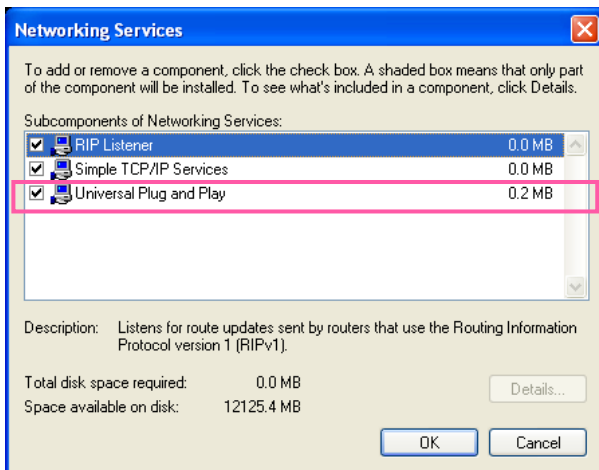 Networking Services
To add or remove a component, click the check box. A shaded box means that only part
of the component will be installed. To see what's included in a component, click Details.
Subcomponents of Networking Services:
RIP Listener 0.0 MB
Simple TCP/IP Services 0.0 MB
Universal Plug and Play 0.2 MB
Description: Listens for route updates sent by routers that use the Routing Information
Protocol version 1 (RIPv1).
Total disk space required: 0.0 MB
Details...
Space available on disk: 12125.4 MB
OK Cancel